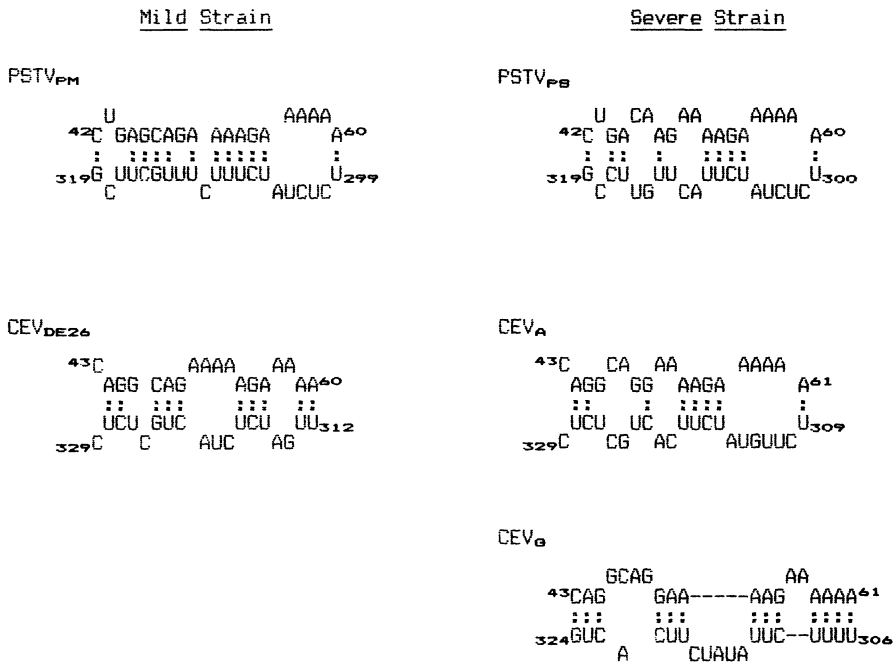 Mild Strain
Severe Strain
PSTVPM
U AAAA
42C GAGCAGA AAAGA A60
: ::::::: ::::: :
319G UUCGUUU UUUCU U299
C C AUCUC
PSTVPS
U CA AA AAAA
42C GA AG AAGA A60
: :: : :::: :
319G CU UU UUCU U300
C UG CA AUCUC
CEVDE26
43C AAAA AA
AGG CAG AGA AA60
:: ::: ::: ::
UCU GUC UCU UU312
329C C AUC AG
CEVA
43C CA AA AAAA
AGG GG AAGA A61
:: : :::: :
UCU UC UUCU U309
329C CG AC AUGUUC
CEVG
GCAG AA
43CAG GAA-----AAG AAAA61
::: ::: ::: ::::
324GUC CUU UUC--UUUU306
A CUAUA